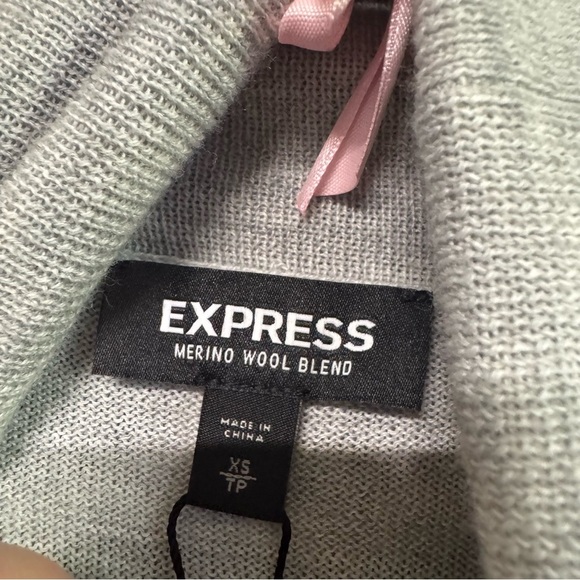 EXPRESS
MERINO WOOL BLEND
MADE IN
CHINA
XS
TP